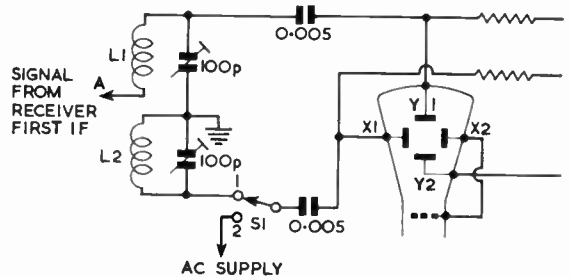 0·005
L1
100p
SIGNAL
FROM
RECEIVER
FIRST IF
A
Y 1
X1
X2
L2
100p
Y2
1
S1
2
0·005
AC SUPPLY